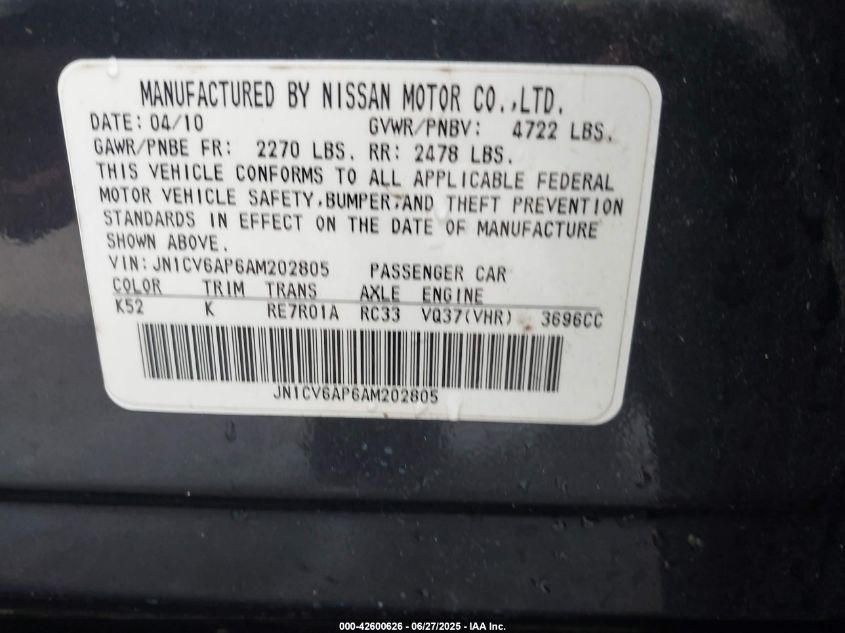 MANUFACTURED BY NISSAN MOTOR CO.,LTD.
DATE: 04/10 GVWR/PNBV: 4722 LBS.
GAWR/PNBE FR: 2270 LBS. RR: 2478 LBS.
THIS VEHICLE CONFORMS TO ALL APPLICABLE FEDERAL
MOTOR VEHICLE SAFETY,BUMPER,AND THEFT PREVENTION
STANDARDS IN EFFECT ON THE DATE OF MANUFACTURE
SHOWN ABOVE.
VIN: JN1CV6AP6AM202805 PASSENGER CAR
COLOR TRIM TRANS AXLE ENGINE
K52 K RE7R01A RC33 VQ37(VHR) 3696CC
JN1CV6AP6AM202805
000-42600626 - 06/27/2025 - IAA Inc.